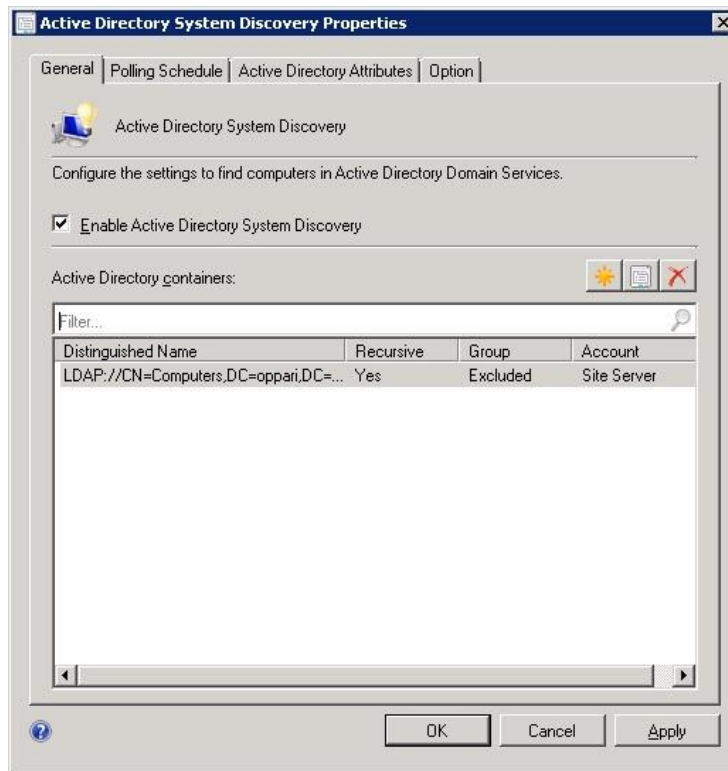 Active Directory System Discovery Properties
General Polling Schedule Active Directory Attributes Option
Active Directory System Discovery
Configure the settings to find computers in Active Directory Domain Services.
Enable Active Directory System Discovery
Active Directory containers:
Filter...
Distinguished Name Recursive Group Account
LDAP://CN=Computers,DC=oppari,DC=... Yes Excluded Site Server
OK Cancel Apply